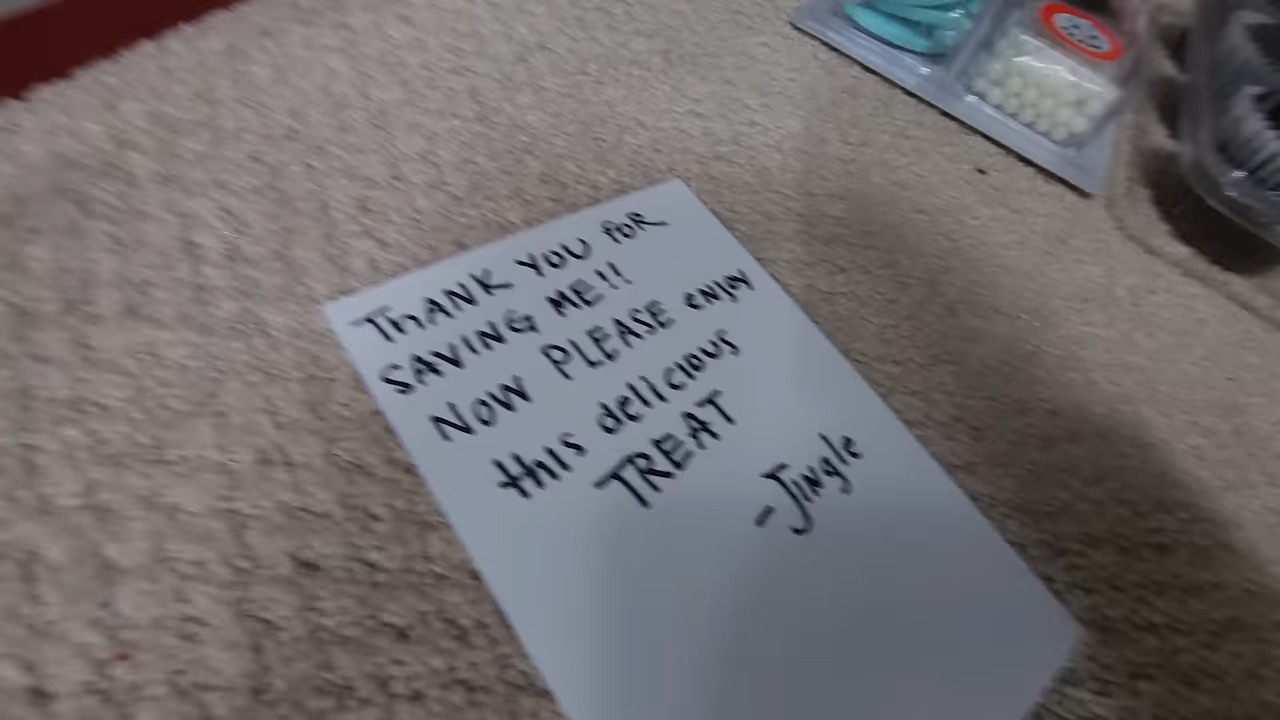 THANK YOU FOR
SAVING ME!!
NOW PLEASE enjoy
this delicious
TREAT
-Jingle